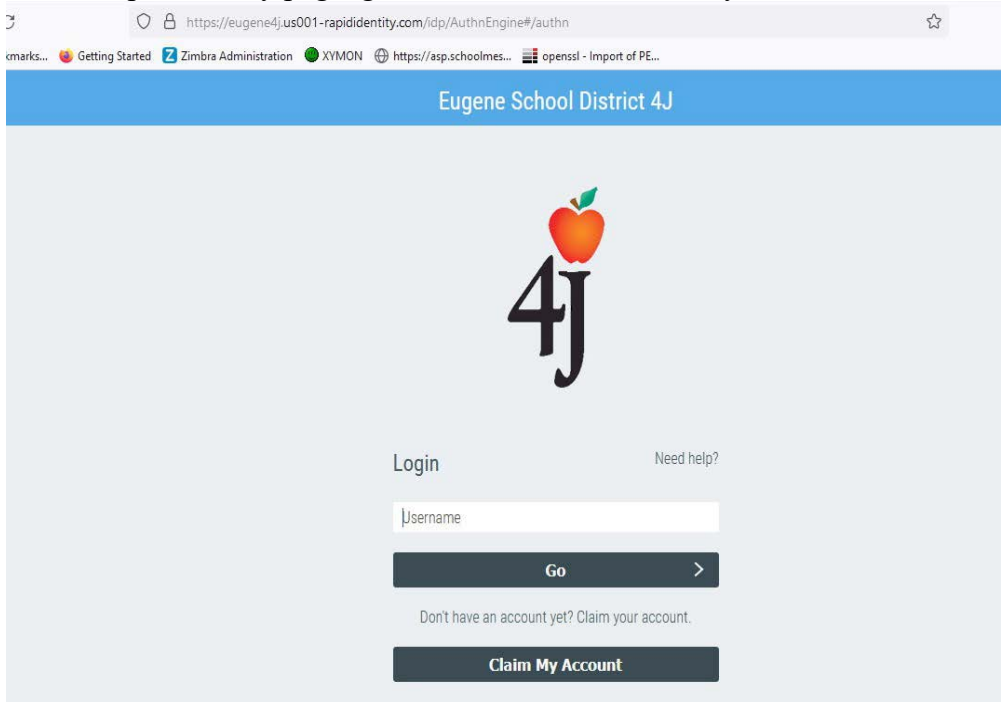 https://eugene4j.us001-rapididentity.com/idp/AuthnEngine#/authn
kmarks... Getting Started Z Zimbra Administration XYMON https://asp.schoolmes... openssl - Import of PE...
Eugene School District 4J
4J
Login Need help?
Username
Go >
Don't have an account yet? Claim your account.
Claim My Account